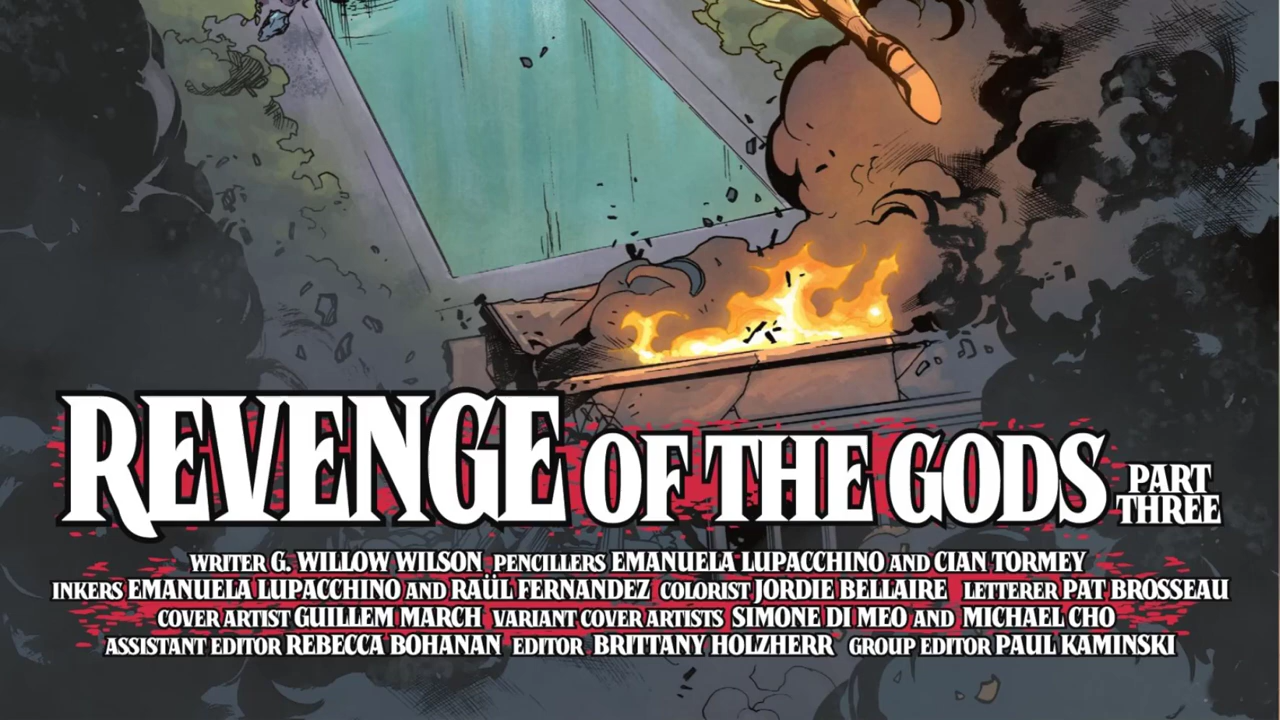 REVENGE OF THE GODS PART THREE
WRITER G. WILLOW WILSON PENCILLERS EMANUELA LUPACCHINO AND CIAN TORMEY
INKERS EMANUELA LUPACCHINO AND RAÜL FERNANDEZ COLORIST JORDIE BELLAIRE LETTERER PAT BROSSEAU
COVER ARTIST GUILLEM MARCH VARIANT COVER ARTISTS SIMONE DI MEO AND MICHAEL CHO
ASSISTANT EDITOR REBECCA BOHANAN EDITOR BRITTANY HOLZHERR GROUP EDITOR PAUL KAMINSKI